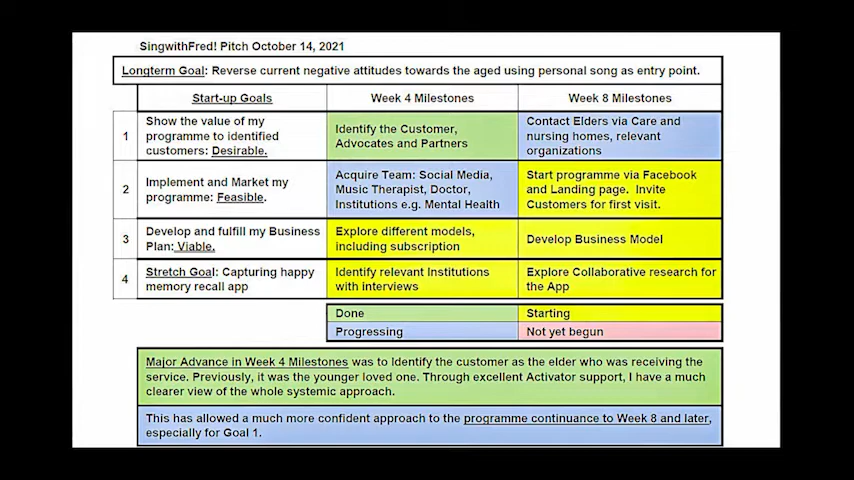 SingwithFred! Pitch October 14, 2021
Longterm Goal: Reverse current negative attitudes towards the aged using personal song as entry point.
Start-up Goals
Week 4 Milestones
Week 8 Milestones
1
Show the value of my
programme to identified
customers: Desirable.
Identify the Customer,
Advocates and Partners
Contact Elders via Care and
nursing homes, relevant
organizations
2
Implement and Market my
programme: Feasible.
Acquire Team: Social Media,
Music Therapist, Doctor,
Institutions e.g. Mental Health
Start programme via Facebook
and Landing page. Invite
Customers for first visit.
3
Develop and fulfill my Business
Plan: Viable.
Explore different models,
including subscription
Develop Business Model
4
Stretch Goal: Capturing happy
memory recall app
Identify relevant Institutions
with interviews
Explore Collaborative research for
the App
Done
Starting
Progressing
Not yet begun
Major Advance in Week 4 Milestones was to Identify the customer as the elder who was receiving the
service. Previously, it was the younger loved one. Through excellent Activator support, I have a much
clearer view of the whole systemic approach.
This has allowed a much more confident approach to the programme continuance to Week 8 and later,
especially for Goal 1.